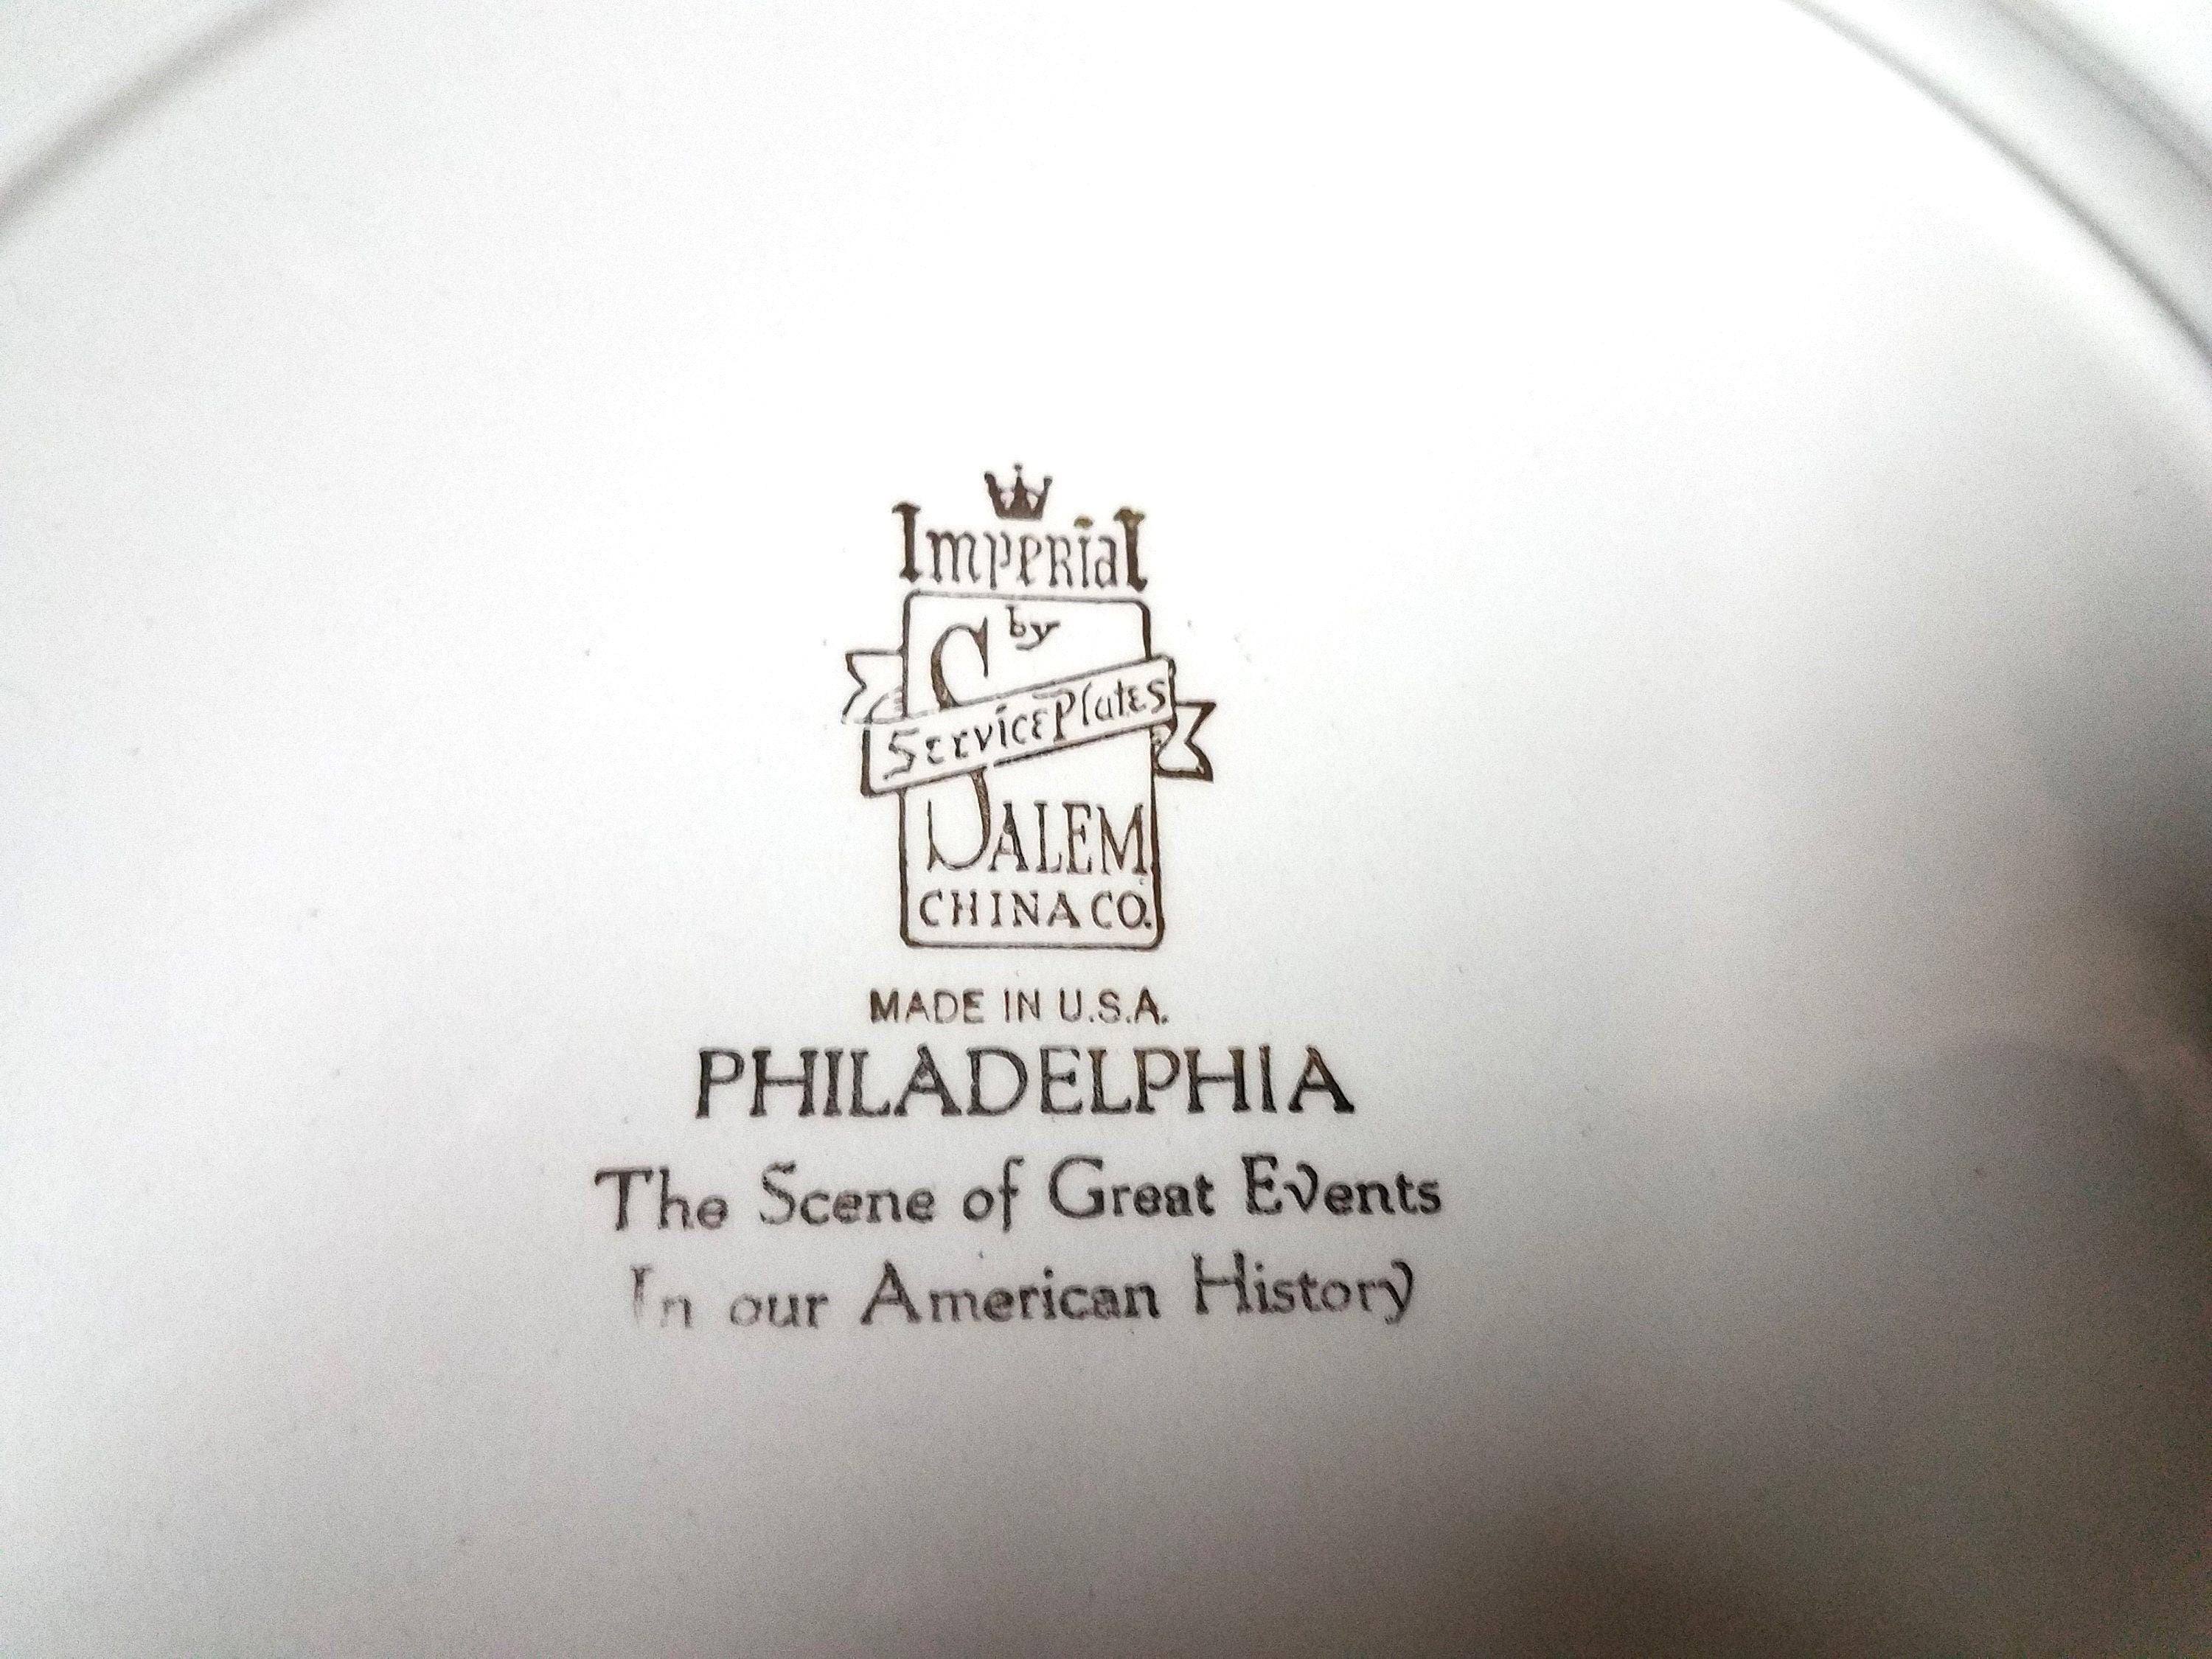 Imperial
by
Service Plates
SALEM
CHINA CO.
MADE IN U.S.A.
PHILADELPHIA
The Scene of Great Events
In our American History